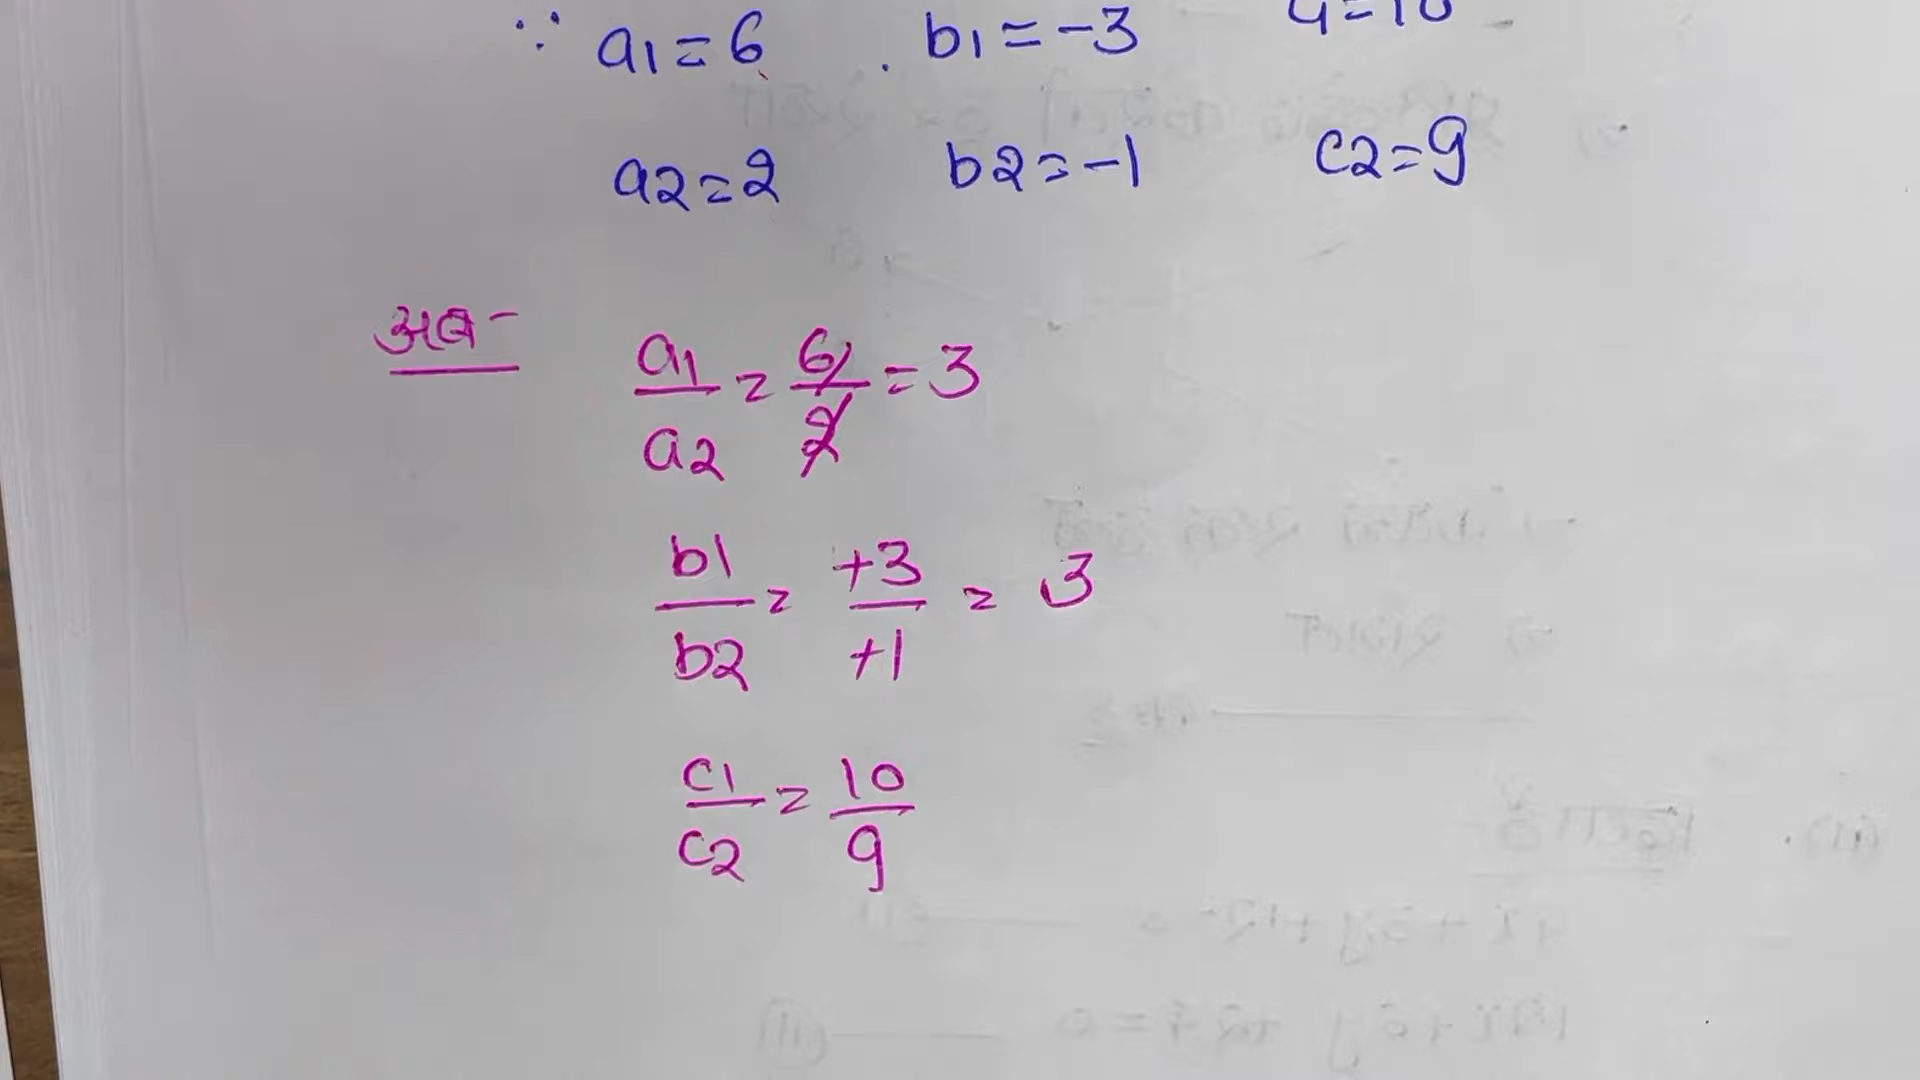 ∵ a1 = 6 . b1 = -3
a2 = 2 b2 = -1 c2 = 9
अब- a1/a2 = 6/2 = 3
b1/b2 = +3/+1 = 3
c1/c2 = 10/9